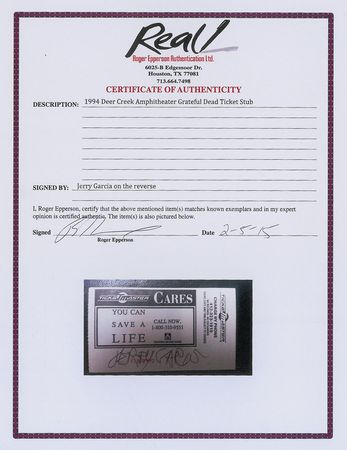 Real!
Roger Epperson Authentication Ltd.
6025-B Edgemoor Dr.
Houston, TX 77081
713.664.7498
CERTIFICATE OF AUTHENTICITY
DESCRIPTION: 1994 Deer Creek Amphitheater Grateful Dead Ticket Stub
SIGNED BY: Jerry Garcia on the reverse
I, Roger Epperson, certify that the above mentioned item(s) matches known exemplars and in my expert
opinion is certified authentic. The item(s) is also pictured below.
Signed Date 2-5-15
Roger Epperson
TICKETMASTER CARES
YOU CAN
SAVE A
LIFE
CALL NOW.